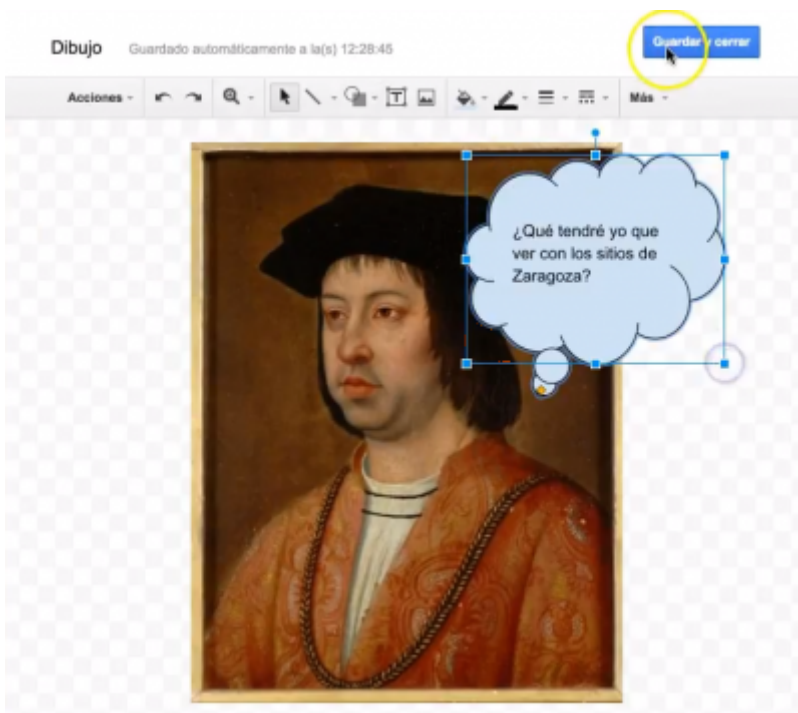 Dibujo Guardado automáticamente a la(s) 12:28:45 Guardar y cerrar
Acciones Más
¿Qué tendré yo que
ver con los sitios de
Zaragoza?